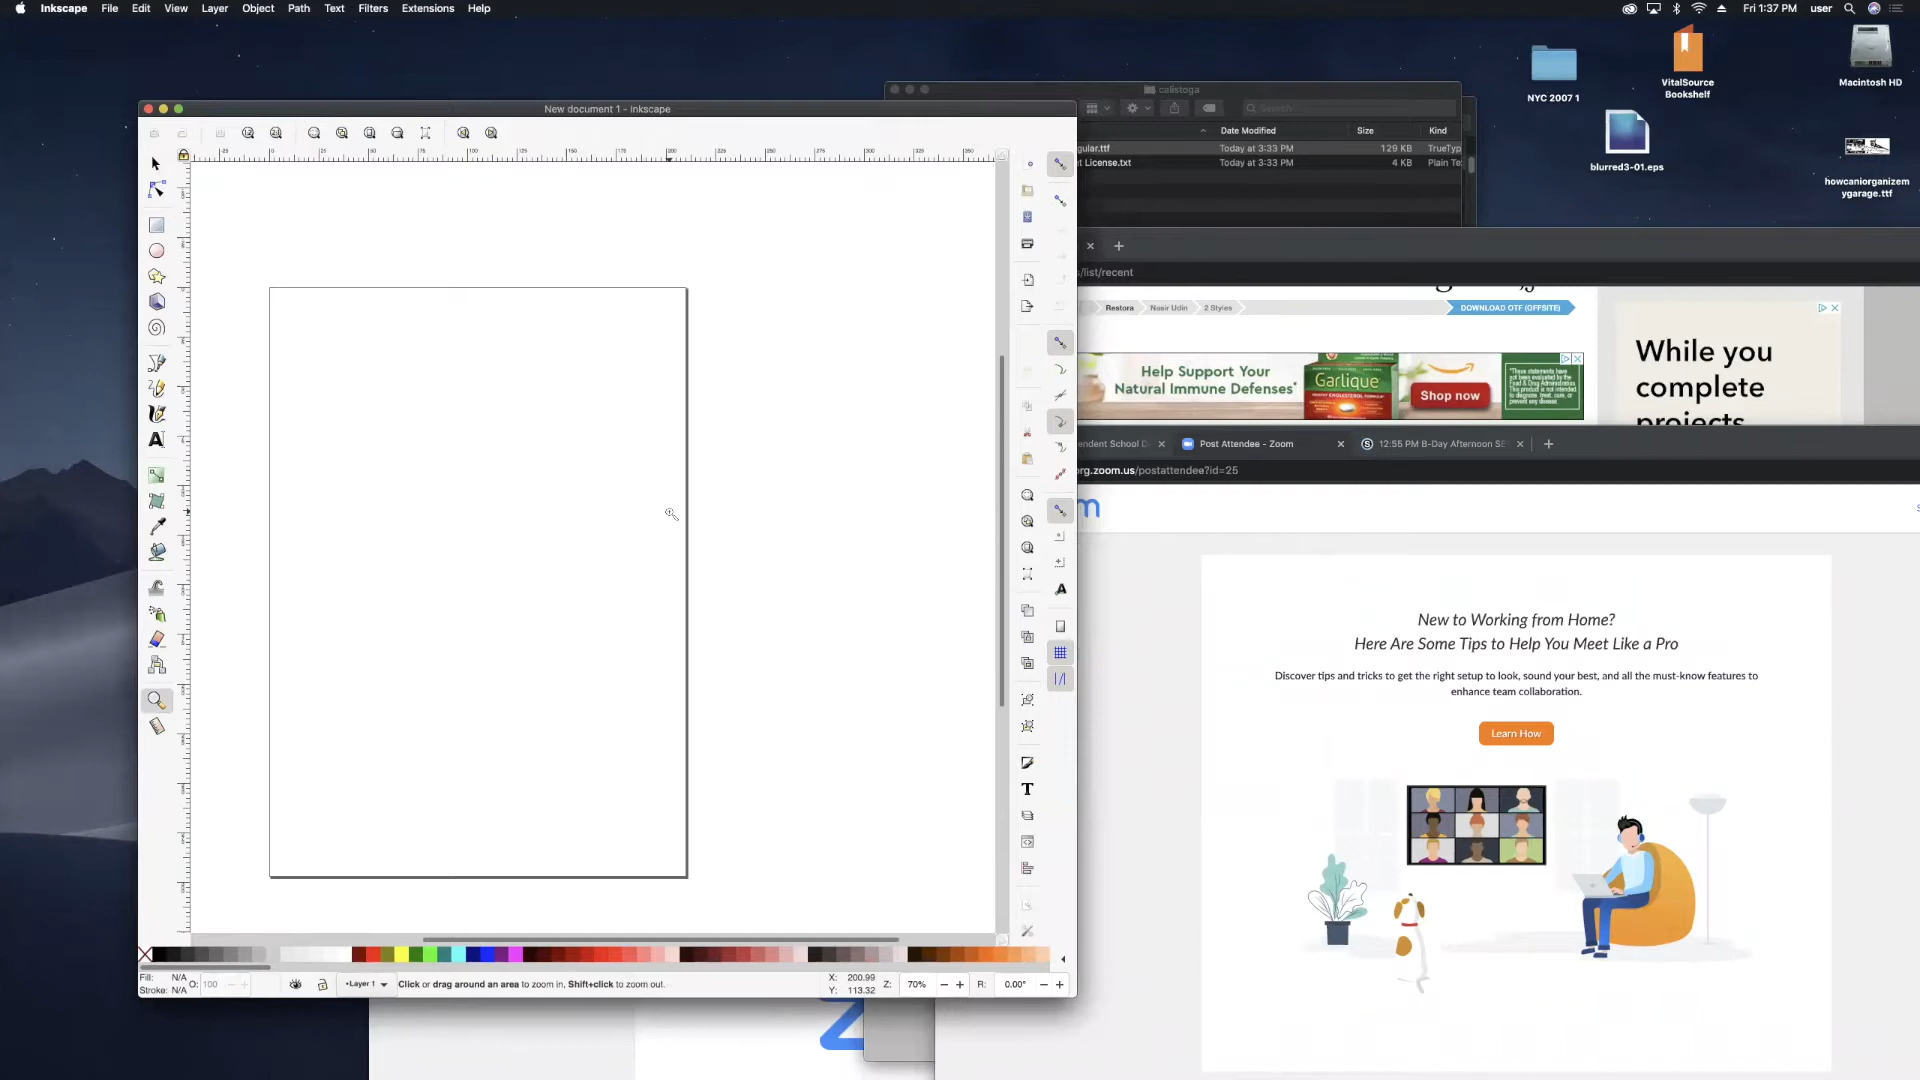 Inkscape File Edit View Layer Object Path Text Filters Extensions Help
Fri 1:37 PM user
NYC 2007 1
VitalSource
Bookshelf
Macintosh HD
blurred3-01.eps
howcaniorganizem
ygarage.ttf
calistoga
Search
Date Modified Size Kind
gular.ttf Today at 3:33 PM 129 KB TrueTyp
t License.txt Today at 3:33 PM 4 KB Plain Te
New document 1 - Inkscape
s/list/recent
Restora Nasir Udin 2 Styles DOWNLOAD OTF (OFFSITE)
Help Support Your
Natural Immune Defenses*
Garlique
Shop now
While you
complete
projects
endent School D Post Attendee - Zoom 12:55 PM B-Day Afternoon SE
org.zoom.us/postattendee?id=25
m
New to Working from Home?
Here Are Some Tips to Help You Meet Like a Pro
Discover tips and tricks to get the right setup to look, sound your best, and all the must-know features to
enhance team collaboration.
Learn How
Fill: N/A
Stroke: N/A
O: 100
•Layer 1
Click or drag around an area to zoom in, Shift+click to zoom out.
X: 200.99
Y: 113.32
Z: 70%
R: 0.00°